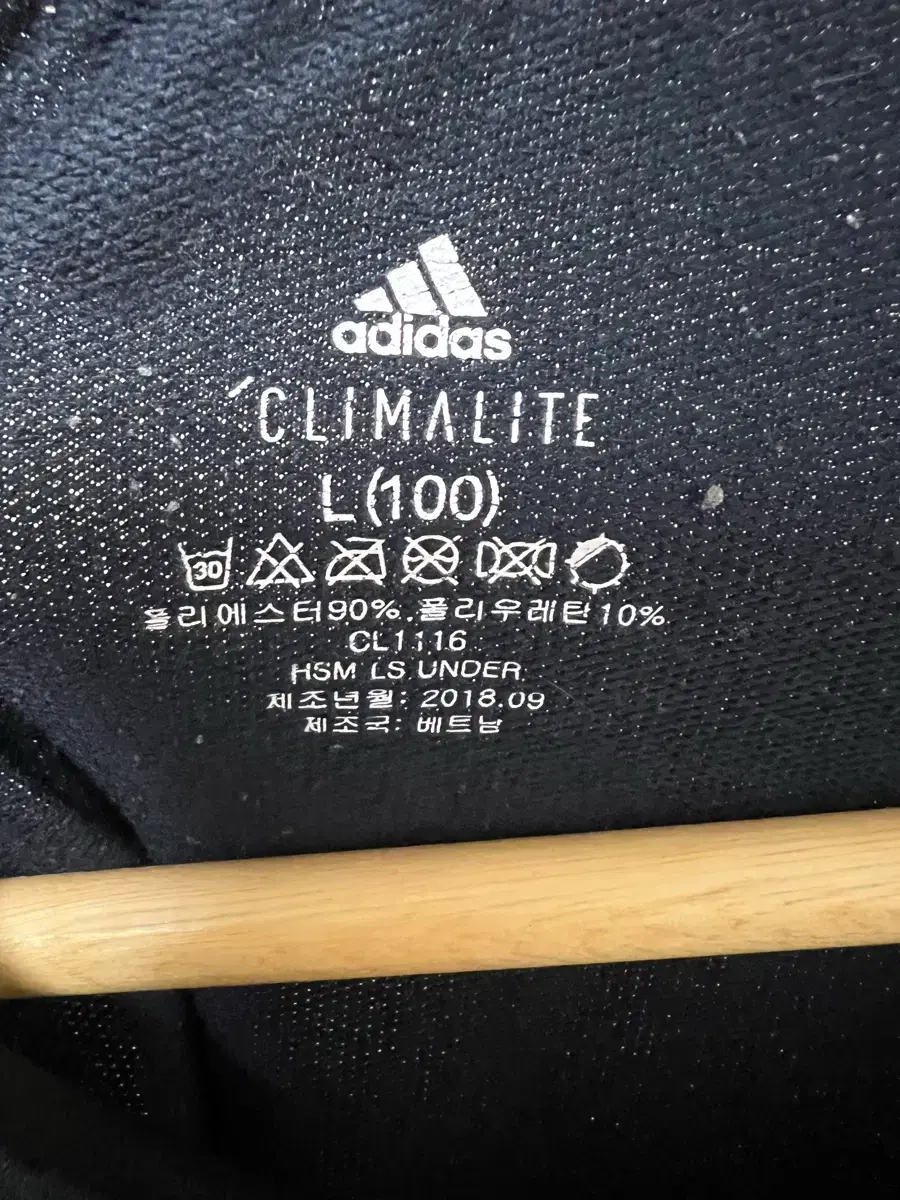 adidas
CLIMALITE
L(100)
30
폴리에스터90%.폴리우레탄10%
CL1116
HSM LS UNDER
제조년월: 2018.09
제조국: 베트남